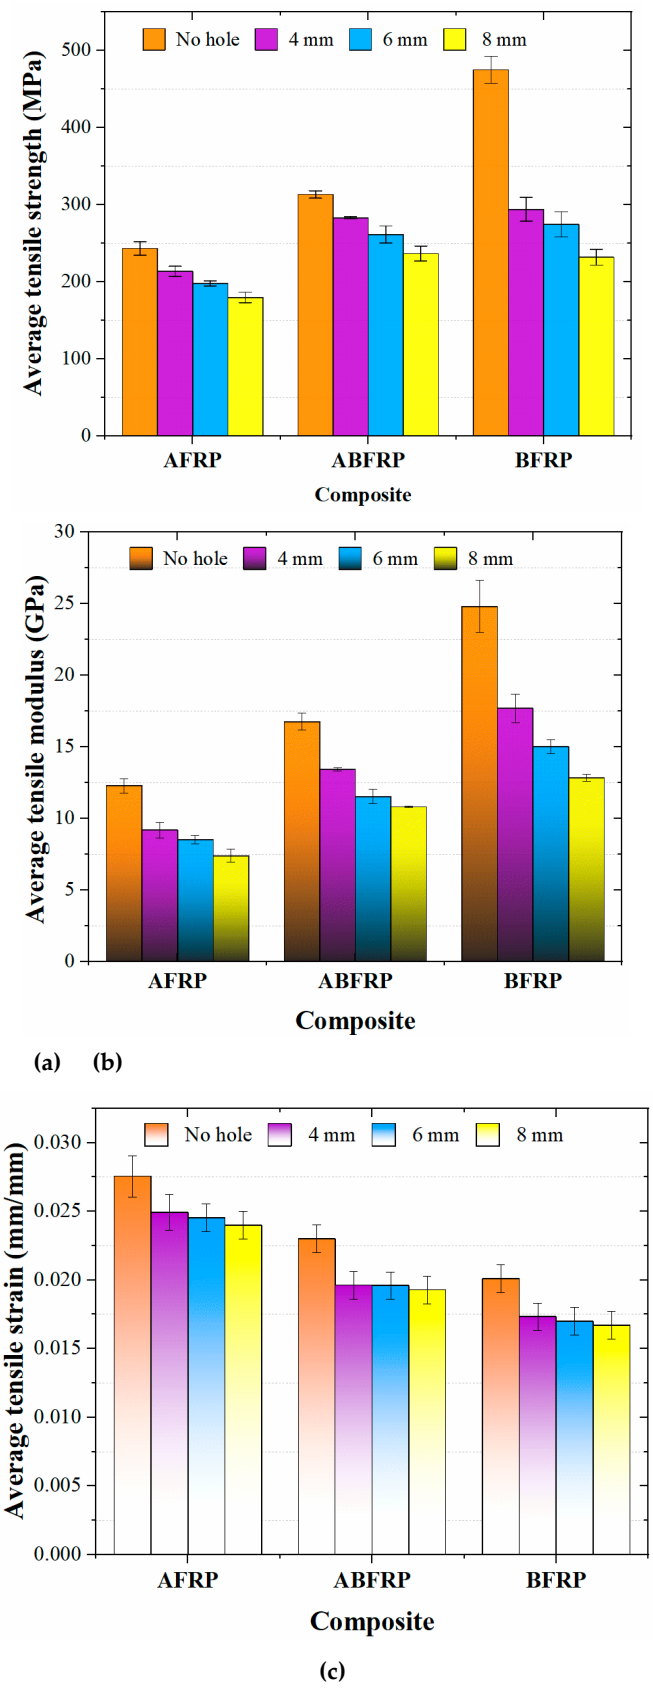 No hole 4 mm 6 mm 8 mm
Average tensile strength (MPa)
500
400
300
200
100
0
AFRP ABFRP BFRP
Composite
No hole 4 mm 6 mm 8 mm
Average tensile modulus (GPa)
30
25
20
15
10
5
0
AFRP ABFRP BFRP
Composite
(a) (b)
No hole 4 mm 6 mm 8 mm
Average tensile strain (mm/mm)
0.030
0.025
0.020
0.015
0.010
0.005
0.000
AFRP ABFRP BFRP
Composite
(c)